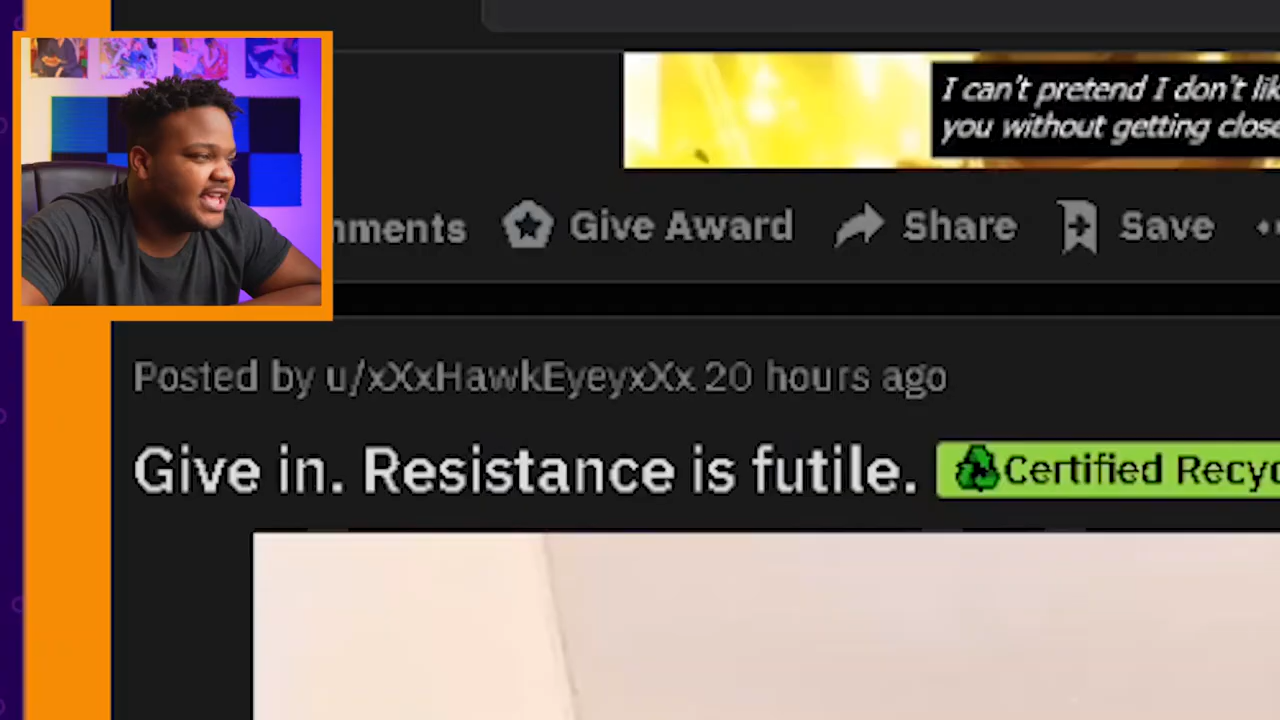 I can't pretend I don't lik
you without getting close
mments Give Award Share Save
Posted by u/xXxHawkEyeyxXx 20 hours ago
Give in. Resistance is futile. Certified Recyc